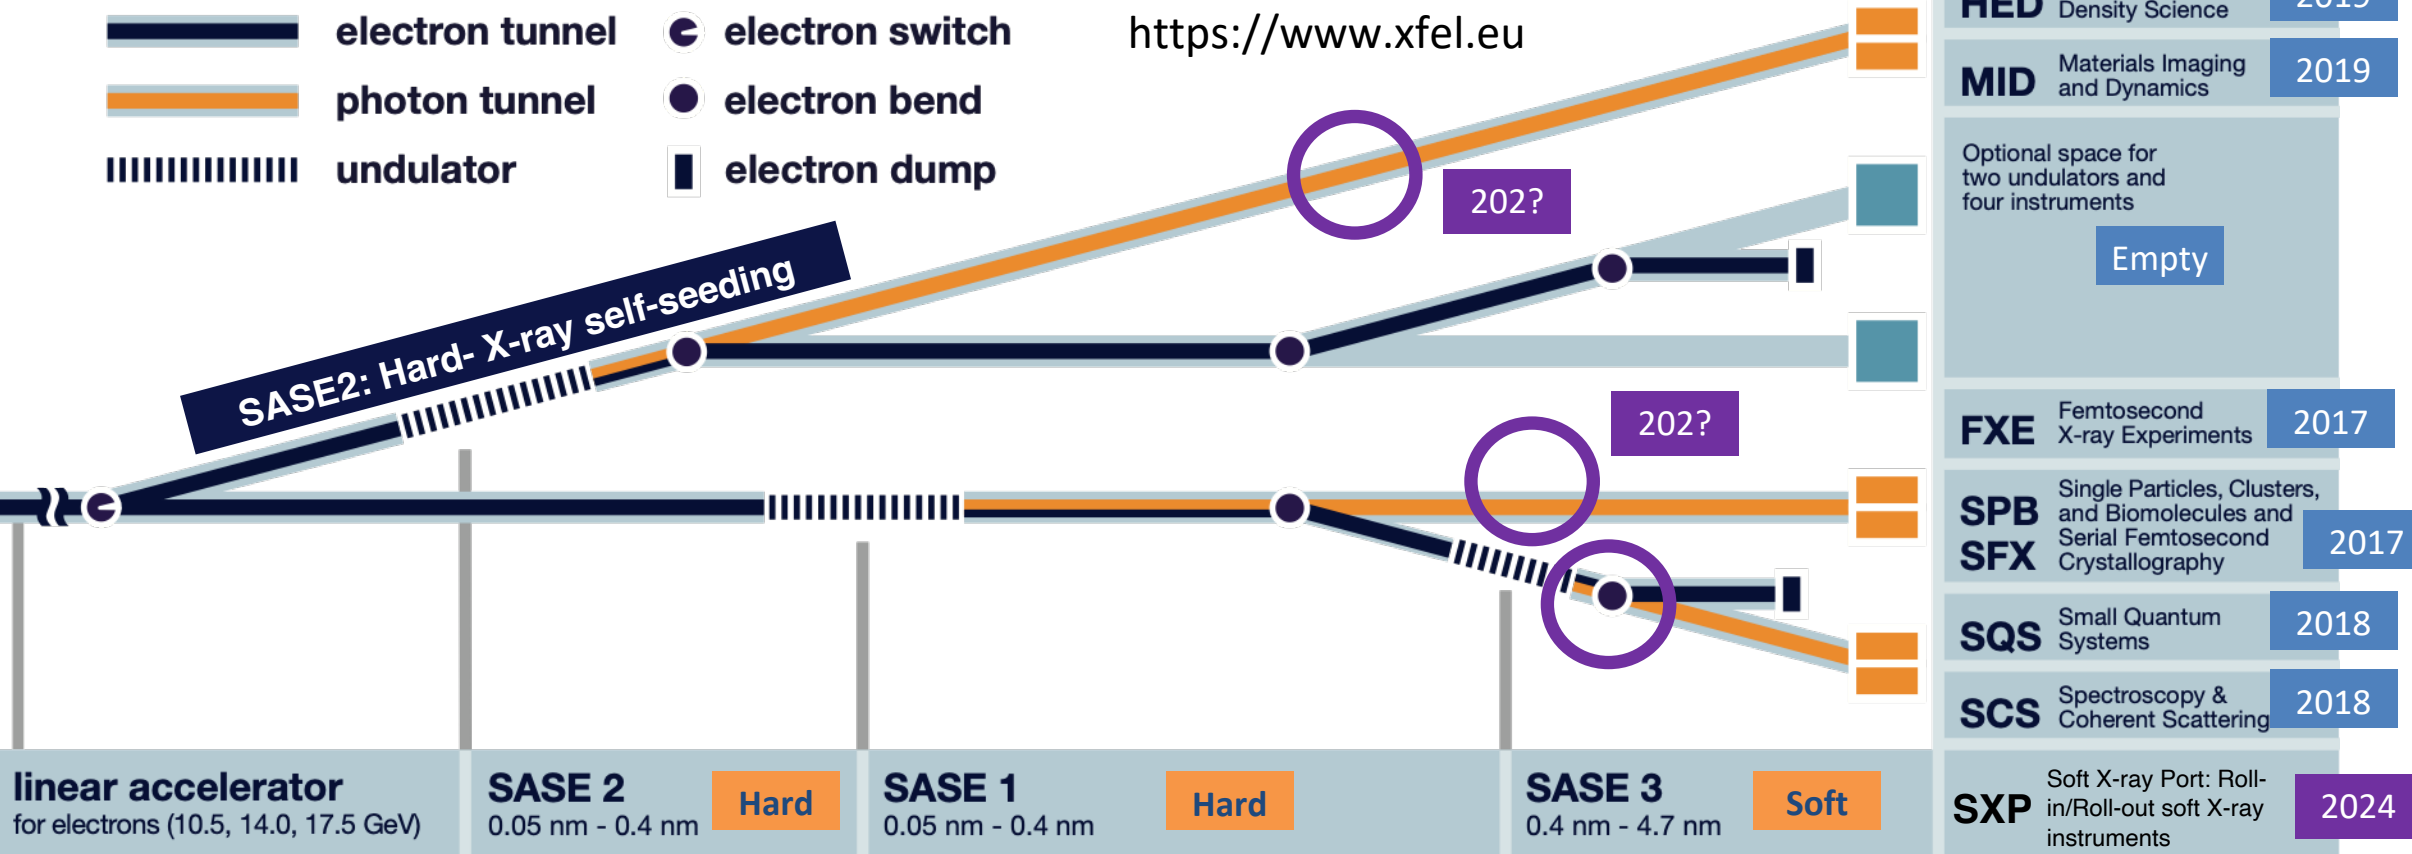 electron tunnel
electron switch
https://www.xfel.eu
photon tunnel
electron bend
undulator
electron dump
HED Density Science 2019
MID Materials Imaging
and Dynamics
2019
Optional space for
two undulators and
four instruments
Empty
202?
SASE2: Hard- X-ray self-seeding
202?
FXE Femtosecond
X-ray Experiments
2017
SPB Single Particles, Clusters,
and Biomolecules and
SFX Serial Femtosecond
Crystallography
2017
SQS Small Quantum
Systems
2018
SCS Spectroscopy &
Coherent Scattering
2018
SXP Soft X-ray Port: Roll-
in/Roll-out soft X-ray
instruments
2024
linear accelerator
for electrons (10.5, 14.0, 17.5 GeV)
SASE 2
0.05 nm - 0.4 nm
Hard
SASE 1
0.05 nm - 0.4 nm
Hard
SASE 3
0.4 nm - 4.7 nm
Soft